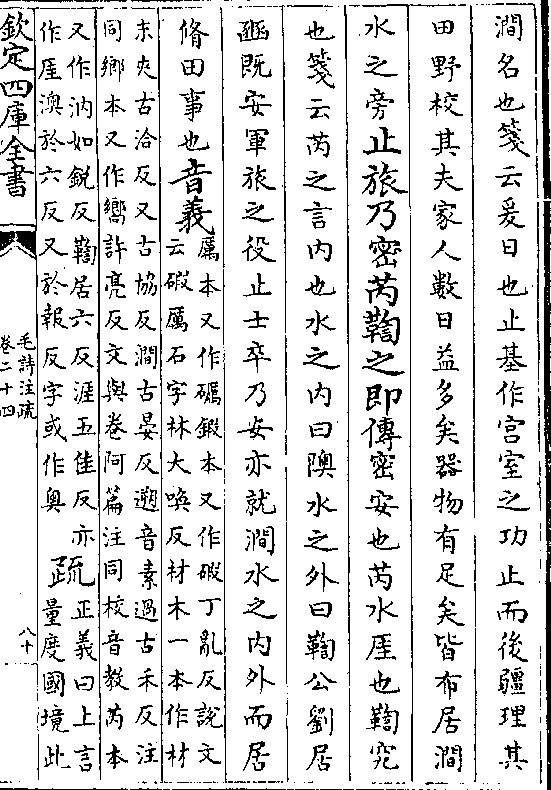 澗名也箋云爰曰也止基作宫室之功止而後疆理其
田野校其夫家人數日益多矣器物有足矣皆布居澗
水之旁止旅乃密芮鞫之即傳密安也芮水厓也鞫究
也箋云芮之言内也水之内曰隩水之外曰鞫公劉居
豳既安軍旅之役止士卒乃安亦就澗水之内外而居
脩田事也音義
厲本又作礪鍛本又作碫丁亂反說文
云碫厲石字林大喚反材木一本作材
末夾古洽反又古協反澗古晏反遡音素過古禾反注
同鄉本又作嚮許亮反文與卷阿篇注同校音教芮本
又作汭如銳反鞫居六反涯五佳反亦
作厓澳於六反又於報反字或作奥
疏
正義曰上言
量度國境此
欽定四庫全書
毛詩注疏
卷二十四
八十